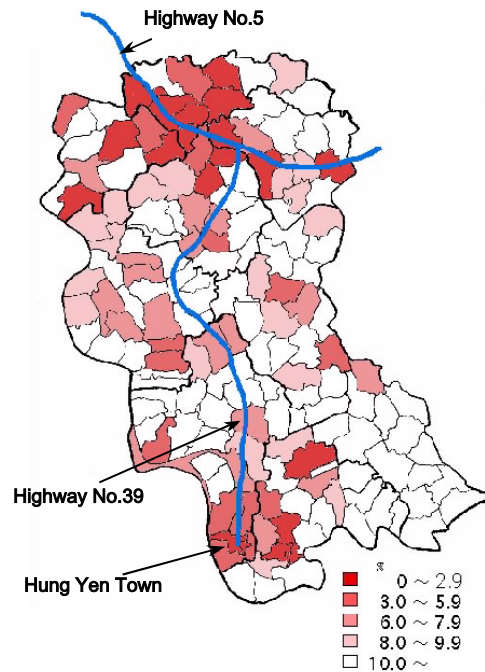 Highway No.5
Highway No.39
Hung Yen Town
%
0 ~ 2.9
3.0 ~ 5.9
6.0 ~ 7.9
8.0 ~ 9.9
10.0 ~